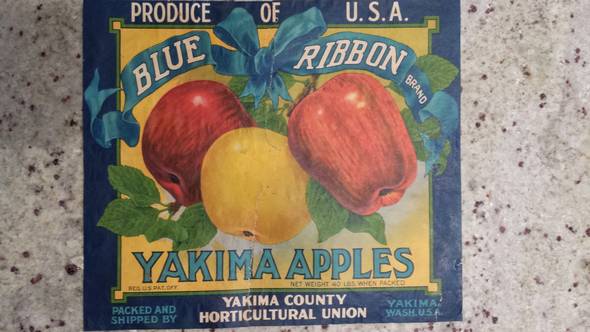 PRODUCE OF U.S.A.
BLUE RIBBON BRAND
YAKIMA APPLES
REG. U.S. PAT. OFF.
NET WEIGHT 40 LBS. WHEN PACKED
PACKED AND
SHIPPED BY
YAKIMA COUNTY
HORTICULTURAL UNION
YAKIMA,
WASH. U.S.A.